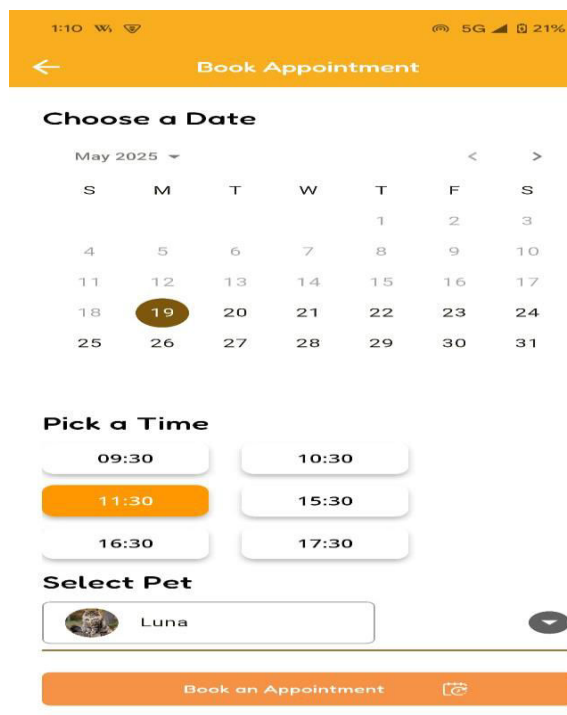 1:10 5G 21%
Book Appointment
Choose a Date
May 2025
S M T W T F S
1 2 3
4 5 6 7 8 9 10
11 12 13 14 15 16 17
18 19 20 21 22 23 24
25 26 27 28 29 30 31
Pick a Time
09:30 10:30
11:30 15:30
16:30 17:30
Select Pet
Luna
Book an Appointment